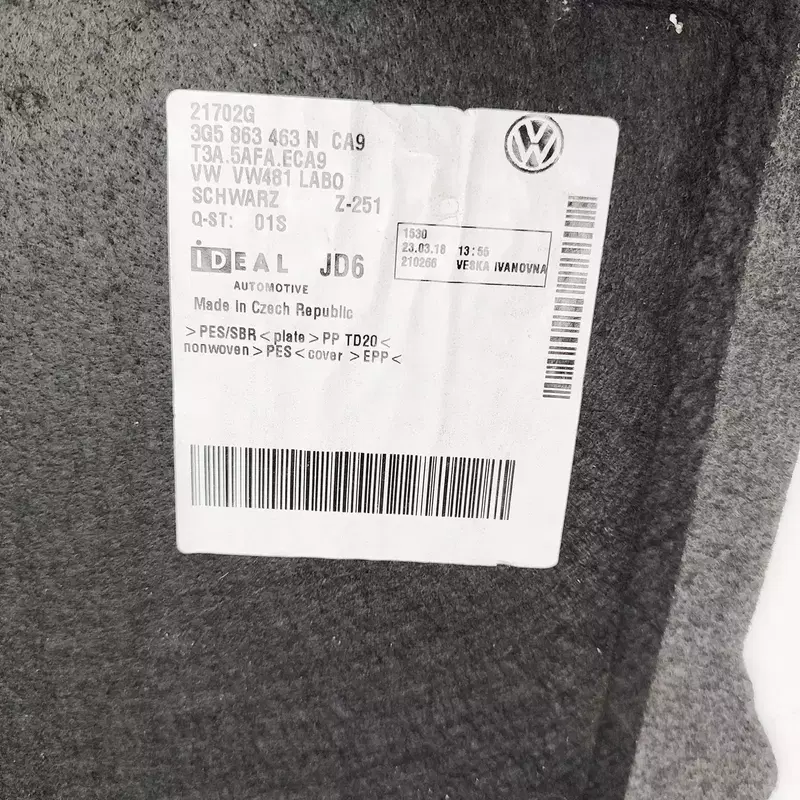 21702G
3G5 863 463 N CA9
T3A.5AFA.ECA9
VW VW481 LABO
SCHWARZ Z-251
Q-ST: 01S
iDEAL JD6
AUTOMOTIVE
Made in Czech Republic
1530
23.03.18 13:56
210266 VESKA IVANOVNA
>PES/SBR< plate >PP TD20<
nonwoven >PES< cover >EPP<